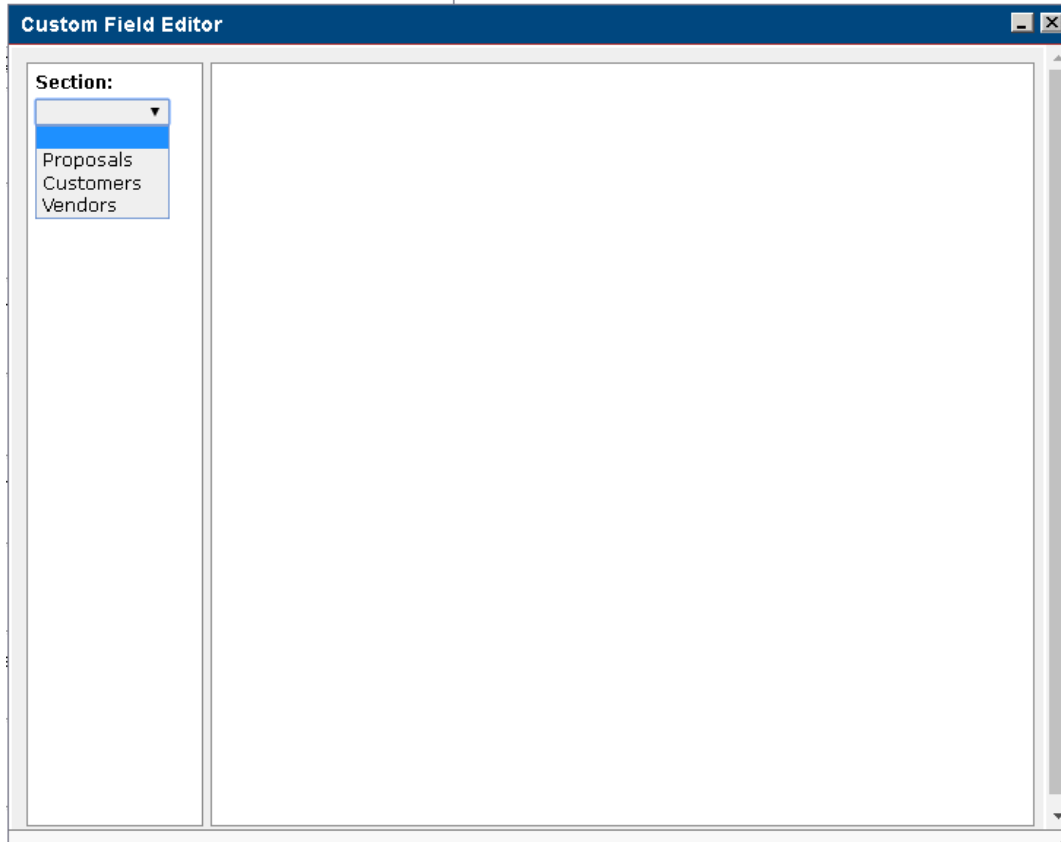 Custom Field Editor
Section:
Proposals
Customers
Vendors